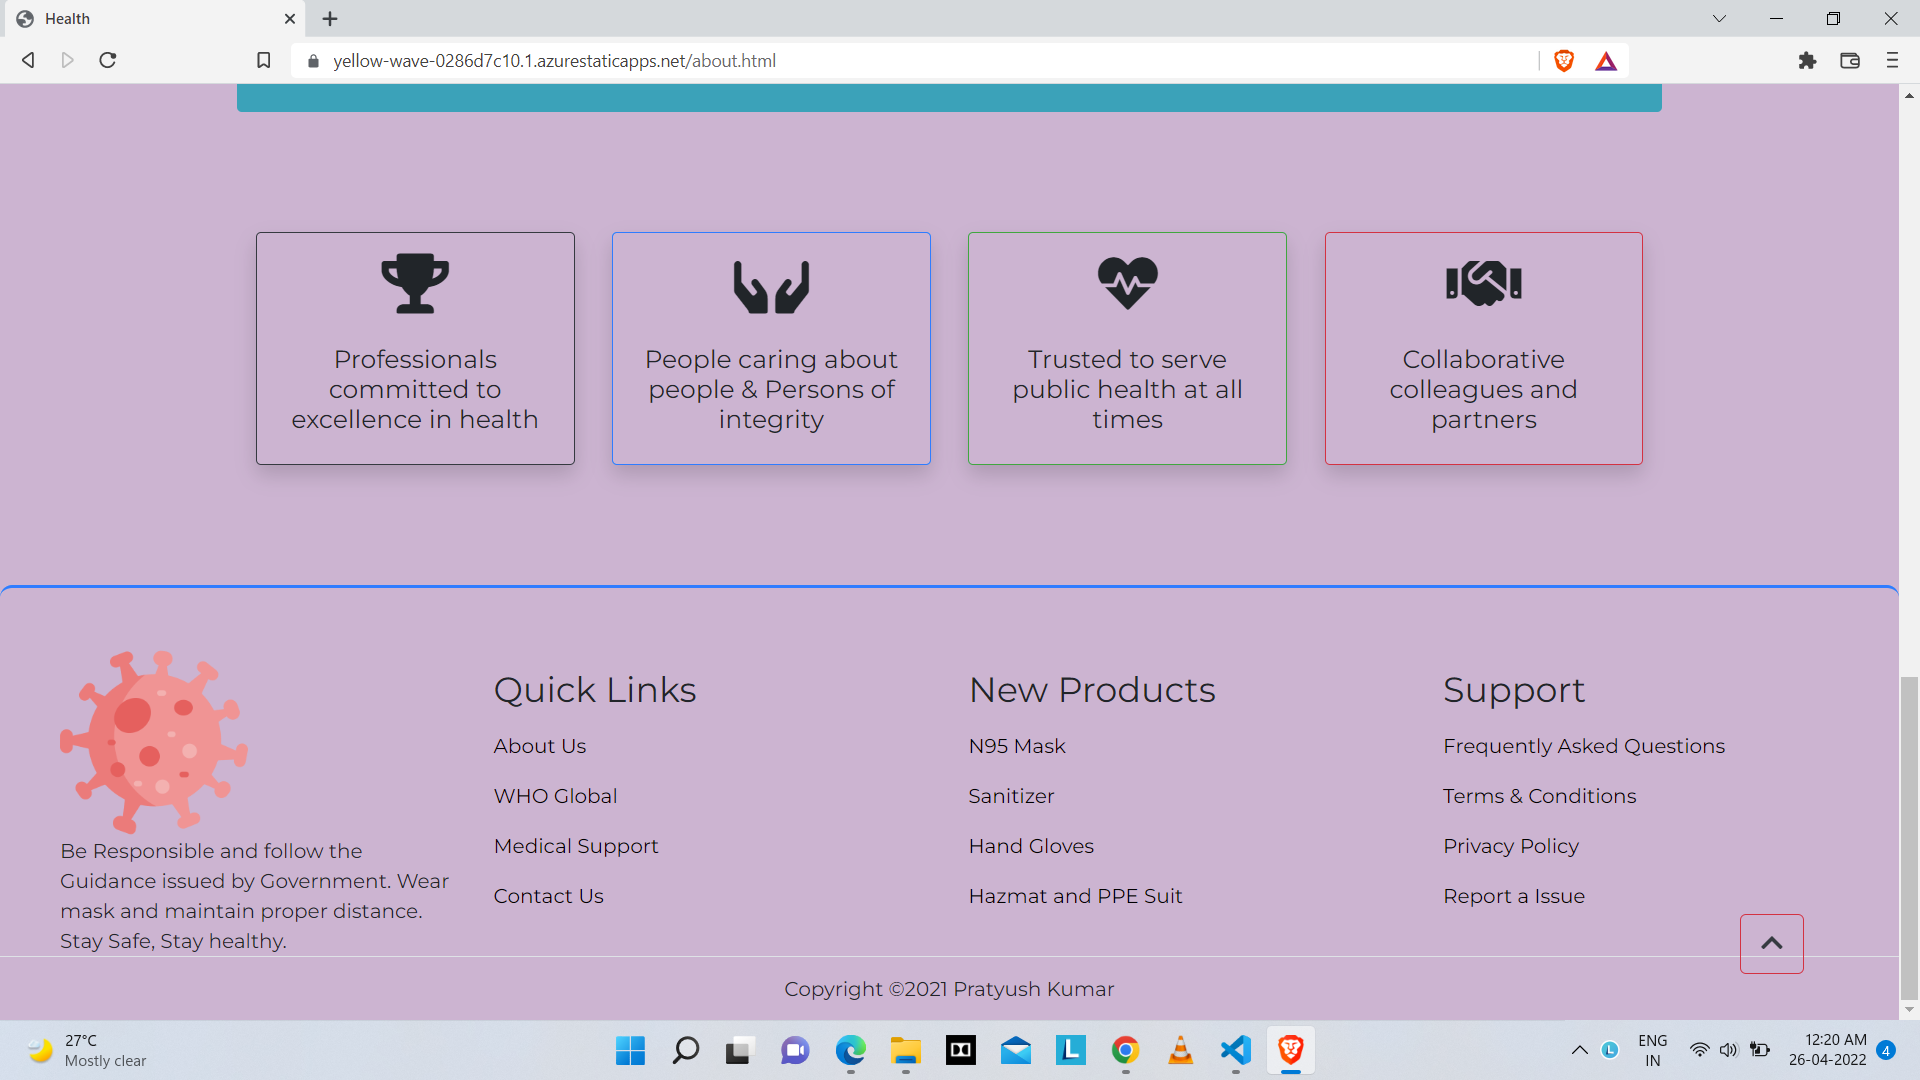 Health
yellow-wave-0286d7c10.1.azurestaticapps.net/about.html
Professionals
committed to
excellence in health
People caring about
people & Persons of
integrity
Trusted to serve
public health at all
times
Collaborative
colleagues and
partners
Be Responsible and follow the
Guidance issued by Government. Wear
mask and maintain proper distance.
Stay Safe, Stay healthy.
Quick Links
About Us
WHO Global
Medical Support
Contact Us
New Products
N95 Mask
Sanitizer
Hand Gloves
Hazmat and PPE Suit
Support
Frequently Asked Questions
Terms & Conditions
Privacy Policy
Report a Issue
Copyright ©2021 Pratyush Kumar
27°C
Mostly clear
L
L
ENG
IN
12:20 AM
26-04-2022
4